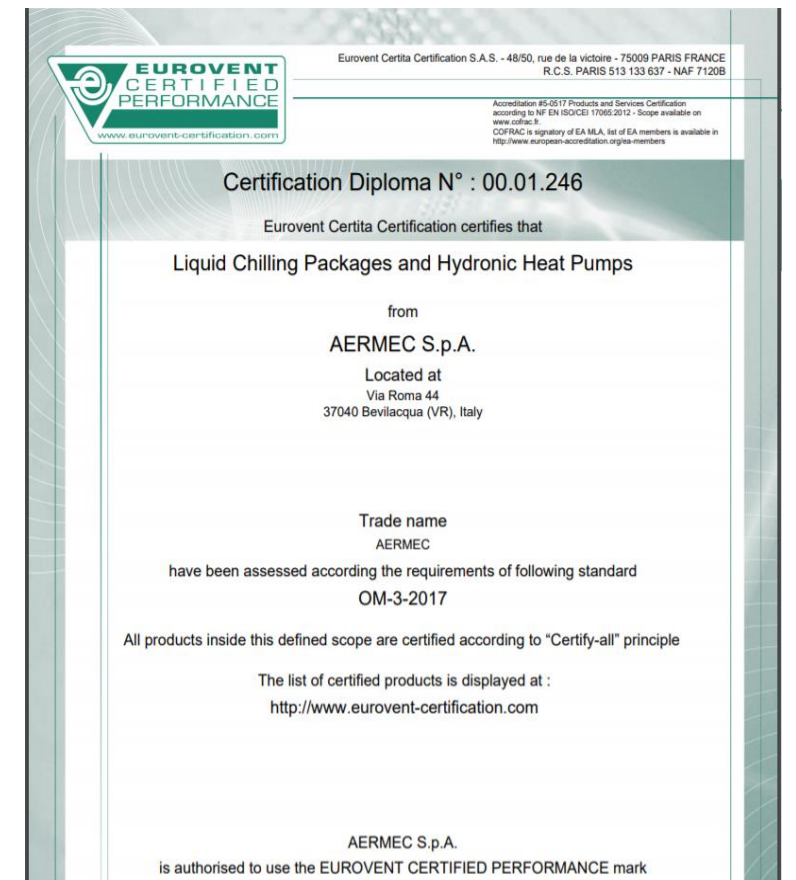 EUROVENT
CERTIFIED
PERFORMANCE
www.eurovent-certification.com
Eurovent Certita Certification S.A.S. - 48/50, rue de la victoire - 75009 PARIS FRANCE
R.C.S. PARIS 513 133 637 - NAF 7120B
Accreditation #5-0517 Products and Services Certification
according to NF EN ISO/CEI 17065:2012 - Scope available on
www.cofrac.fr.
COFRAC is signatory of EA MLA, list of EA members is available in
http://www.european-accreditation.org/ea-members
Certification Diploma N° : 00.01.246
Eurovent Certita Certification certifies that
Liquid Chilling Packages and Hydronic Heat Pumps
from
AERMEC S.p.A.
Located at
Via Roma 44
37040 Bevilacqua (VR), Italy
Trade name
AERMEC
have been assessed according the requirements of following standard
OM-3-2017
All products inside this defined scope are certified according to “Certify-all” principle
The list of certified products is displayed at :
http://www.eurovent-certification.com
AERMEC S.p.A.
is authorised to use the EUROVENT CERTIFIED PERFORMANCE mark